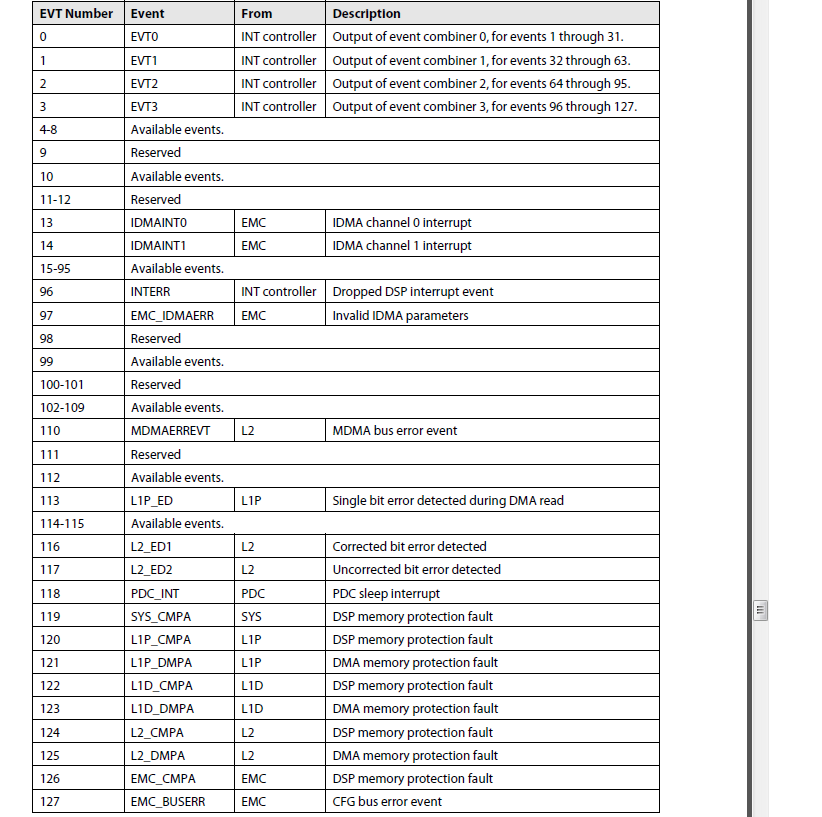 EVT Number Event From Description
0 EVT0 INT controller Output of event combiner 0, for events 1 through 31.
1 EVT1 INT controller Output of event combiner 1, for events 32 through 63.
2 EVT2 INT controller Output of event combiner 2, for events 64 through 95.
3 EVT3 INT controller Output of event combiner 3, for events 96 through 127.
4-8 Available events.
9 Reserved
10 Available events.
11-12 Reserved
13 IDMAINT0 EMC IDMA channel 0 interrupt
14 IDMAINT1 EMC IDMA channel 1 interrupt
15-95 Available events.
96 INTERR INT controller Dropped DSP interrupt event
97 EMC_IDMAERR EMC Invalid IDMA parameters
98 Reserved
99 Available events.
100-101 Reserved
102-109 Available events.
110 MDMAERREVT L2 MDMA bus error event
111 Reserved
112 Available events.
113 L1P_ED L1P Single bit error detected during DMA read
114-115 Available events.
116 L2_ED1 L2 Corrected bit error detected
117 L2_ED2 L2 Uncorrected bit error detected
118 PDC_INT PDC PDC sleep interrupt
119 SYS_CMPA SYS DSP memory protection fault
120 L1P_CMPA L1P DSP memory protection fault
121 L1P_DMPA L1P DMA memory protection fault
122 L1D_CMPA L1D DSP memory protection fault
123 L1D_DMPA L1D DMA memory protection fault
124 L2_CMPA L2 DSP memory protection fault
125 L2_DMPA L2 DMA memory protection fault
126 EMC_CMPA EMC DSP memory protection fault
127 EMC_BUSERR EMC CFG bus error event